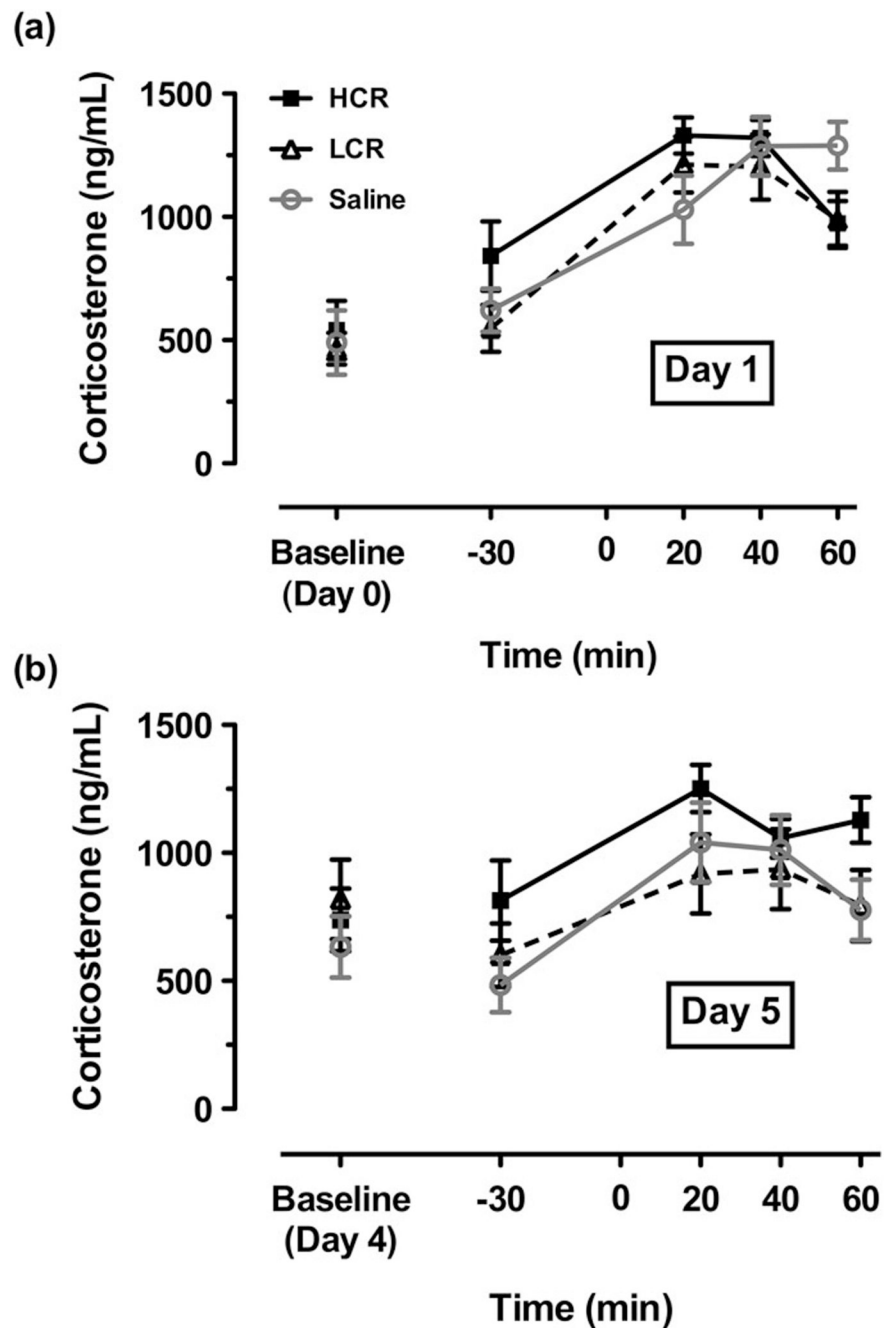 (a)
Corticosterone (ng/mL)
1500
1000
500
0
HCR
LCR
Saline
Day 1
Baseline
(Day 0)
-30
0
20
40
60
Time (min)
(b)
Corticosterone (ng/mL)
1500
1000
500
0
Day 5
Baseline
(Day 4)
-30
0
20
40
60
Time (min)